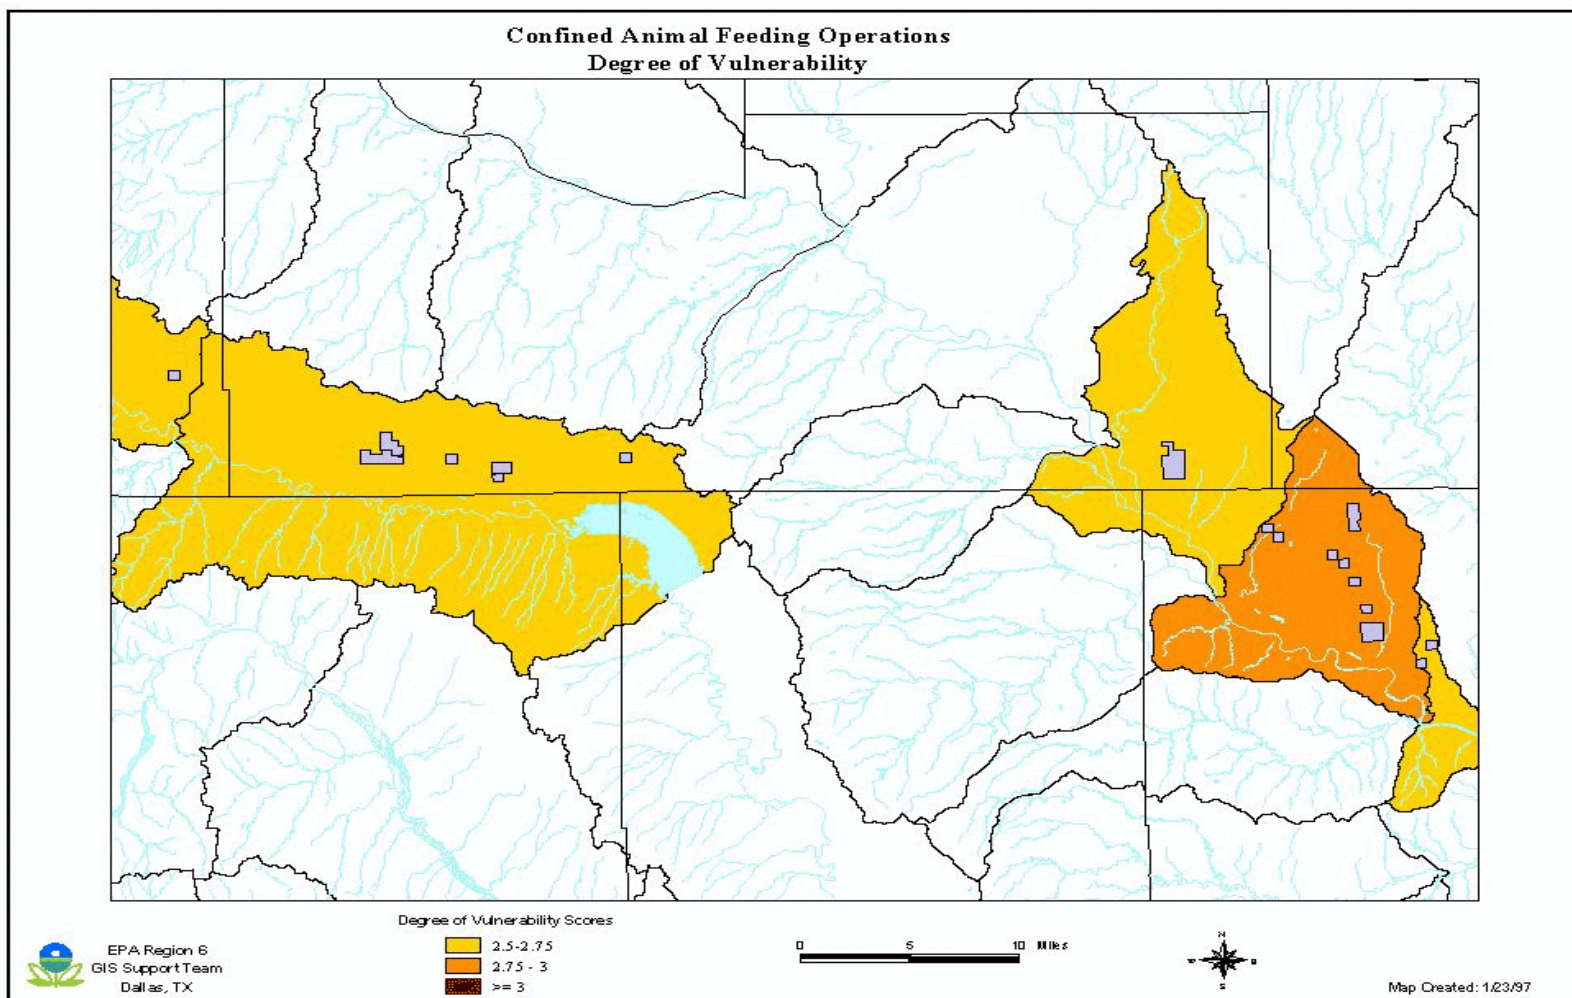 Confined Animal Feeding Operations
Degree of Vulnerability
Degree of Vulnerability Scores
2.5-2.75
2.75 - 3
>= 3
EPA Region 6
GIS Support Team
Dallas, TX
0 5 10 Miles
N
S
Map Created: 1/23/97